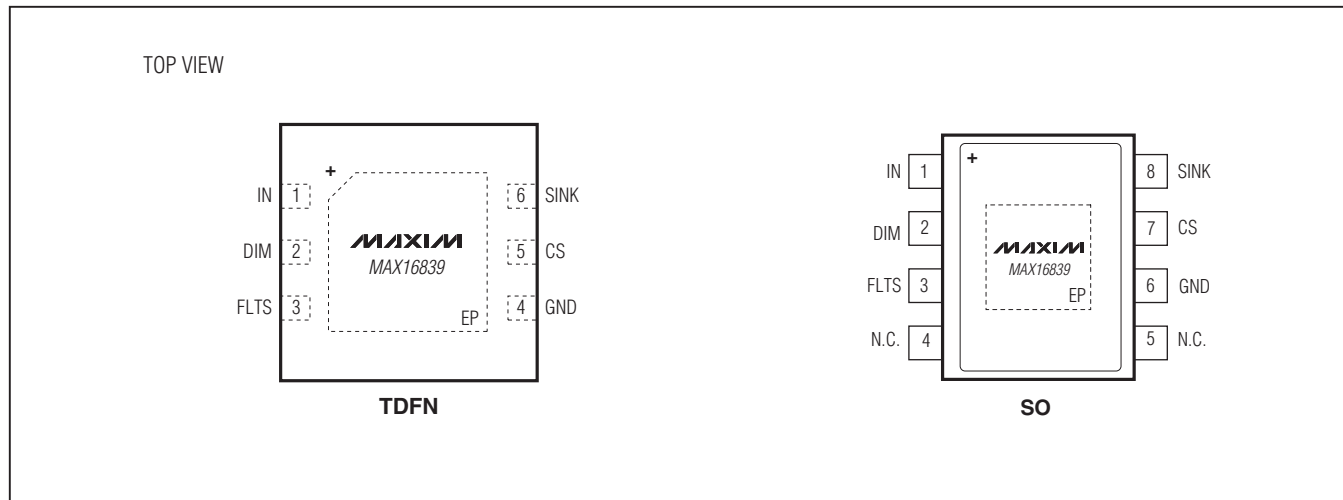 TOP VIEW
+
IN 1
DIM 2
FLTS 3
MAXIM
MAX16839
EP
6 SINK
5 CS
4 GND
TDFN
+
IN 1
DIM 2
FLTS 3
N.C. 4
MAXIM
MAX16839
EP
8 SINK
7 CS
6 GND
5 N.C.
SO